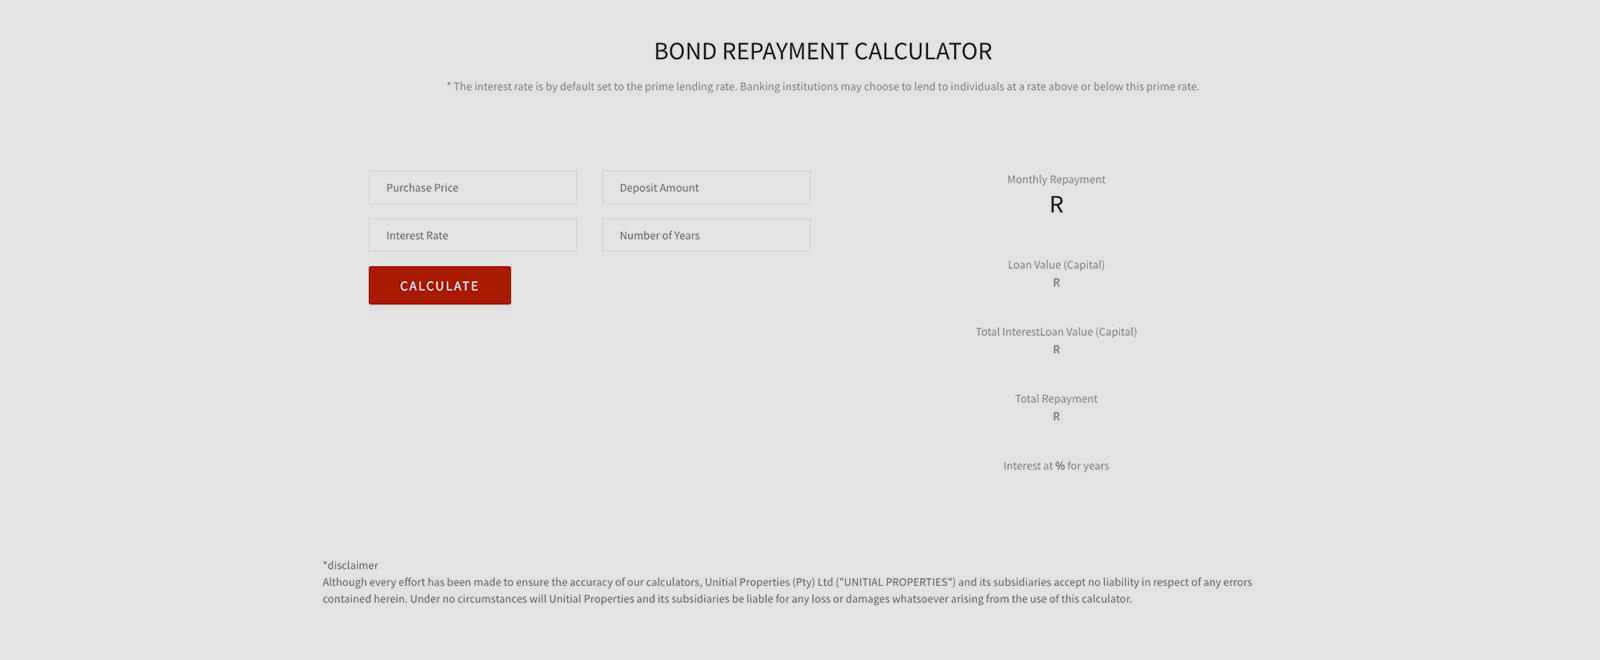 BOND REPAYMENT CALCULATOR
* The interest rate is by default set to the prime lending rate. Banking institutions may choose to lend to individuals at a rate above or below this prime rate.
Purchase Price
Deposit Amount
Interest Rate
Number of Years
CALCULATE
Monthly Repayment
R
Loan Value (Capital)
R
Total InterestLoan Value (Capital)
R
Total Repayment
R
Interest at % for years
*disclaimer
Although every effort has been made to ensure the accuracy of our calculators, Unitial Properties (Pty) Ltd ("UNITIAL PROPERTIES") and its subsidiaries accept no liability in respect of any errors
contained herein. Under no circumstances will Unitial Properties and its subsidiaries be liable for any loss or damages whatsoever arising from the use of this calculator.